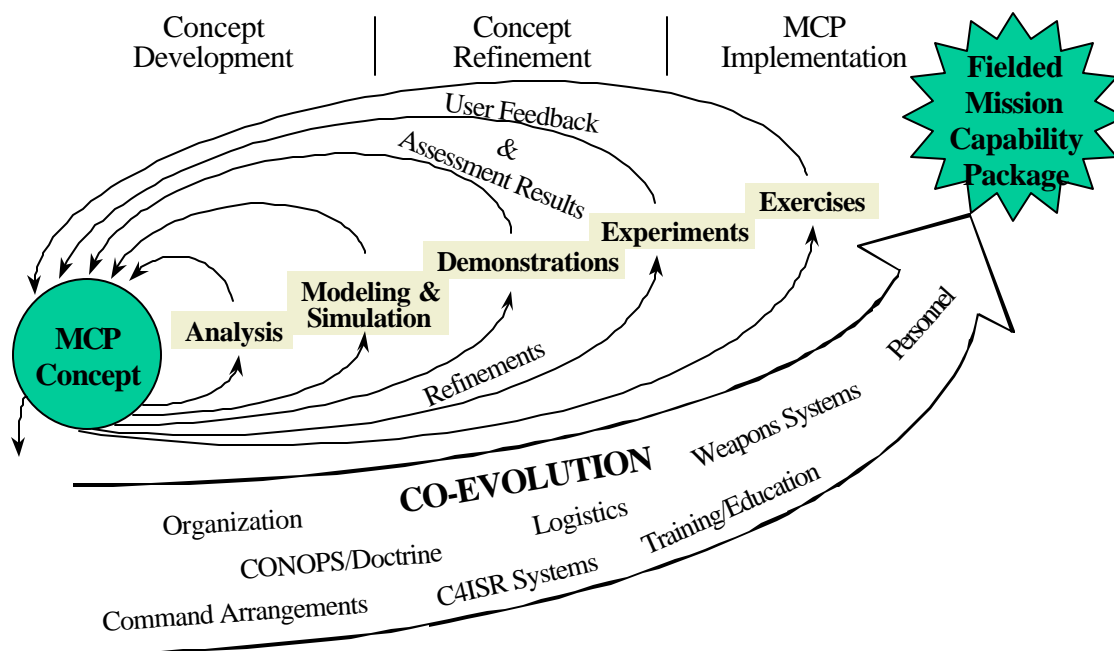 Concept
Development
Concept
Refinement
MCP
Implementation
Fielded
Mission
Capability
Package
User Feedback
&
Assessment Results
Exercises
Experiments
Demonstrations
Modeling &
Simulation
Analysis
MCP
Concept
Refinements
Personnel
Weapons Systems
CO-EVOLUTION
Organization
Logistics
Training/Education
CONOPS/Doctrine
C4ISR Systems
Command Arrangements